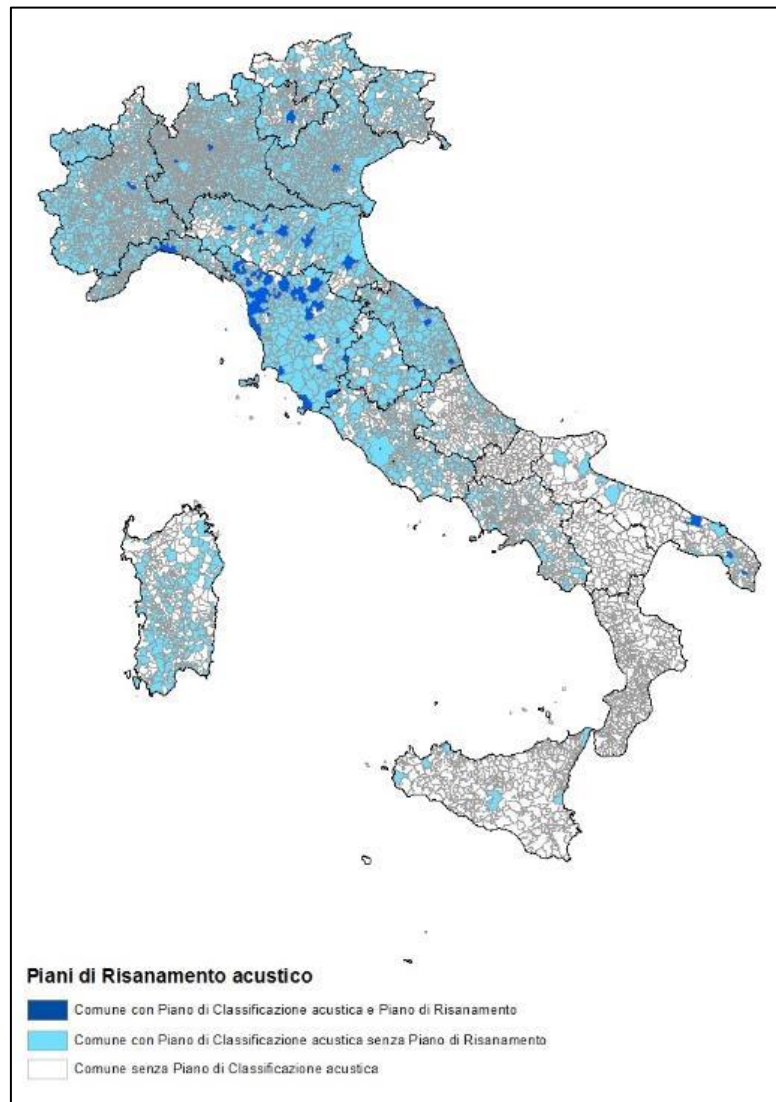 Piani di Risanamento acustico
Comune con Piano di Classificazione acustica e Piano di Risanamento
Comune con Piano di Classificazione acustica senza Piano di Risanamento
Comune senza Piano di Classificazione acustica